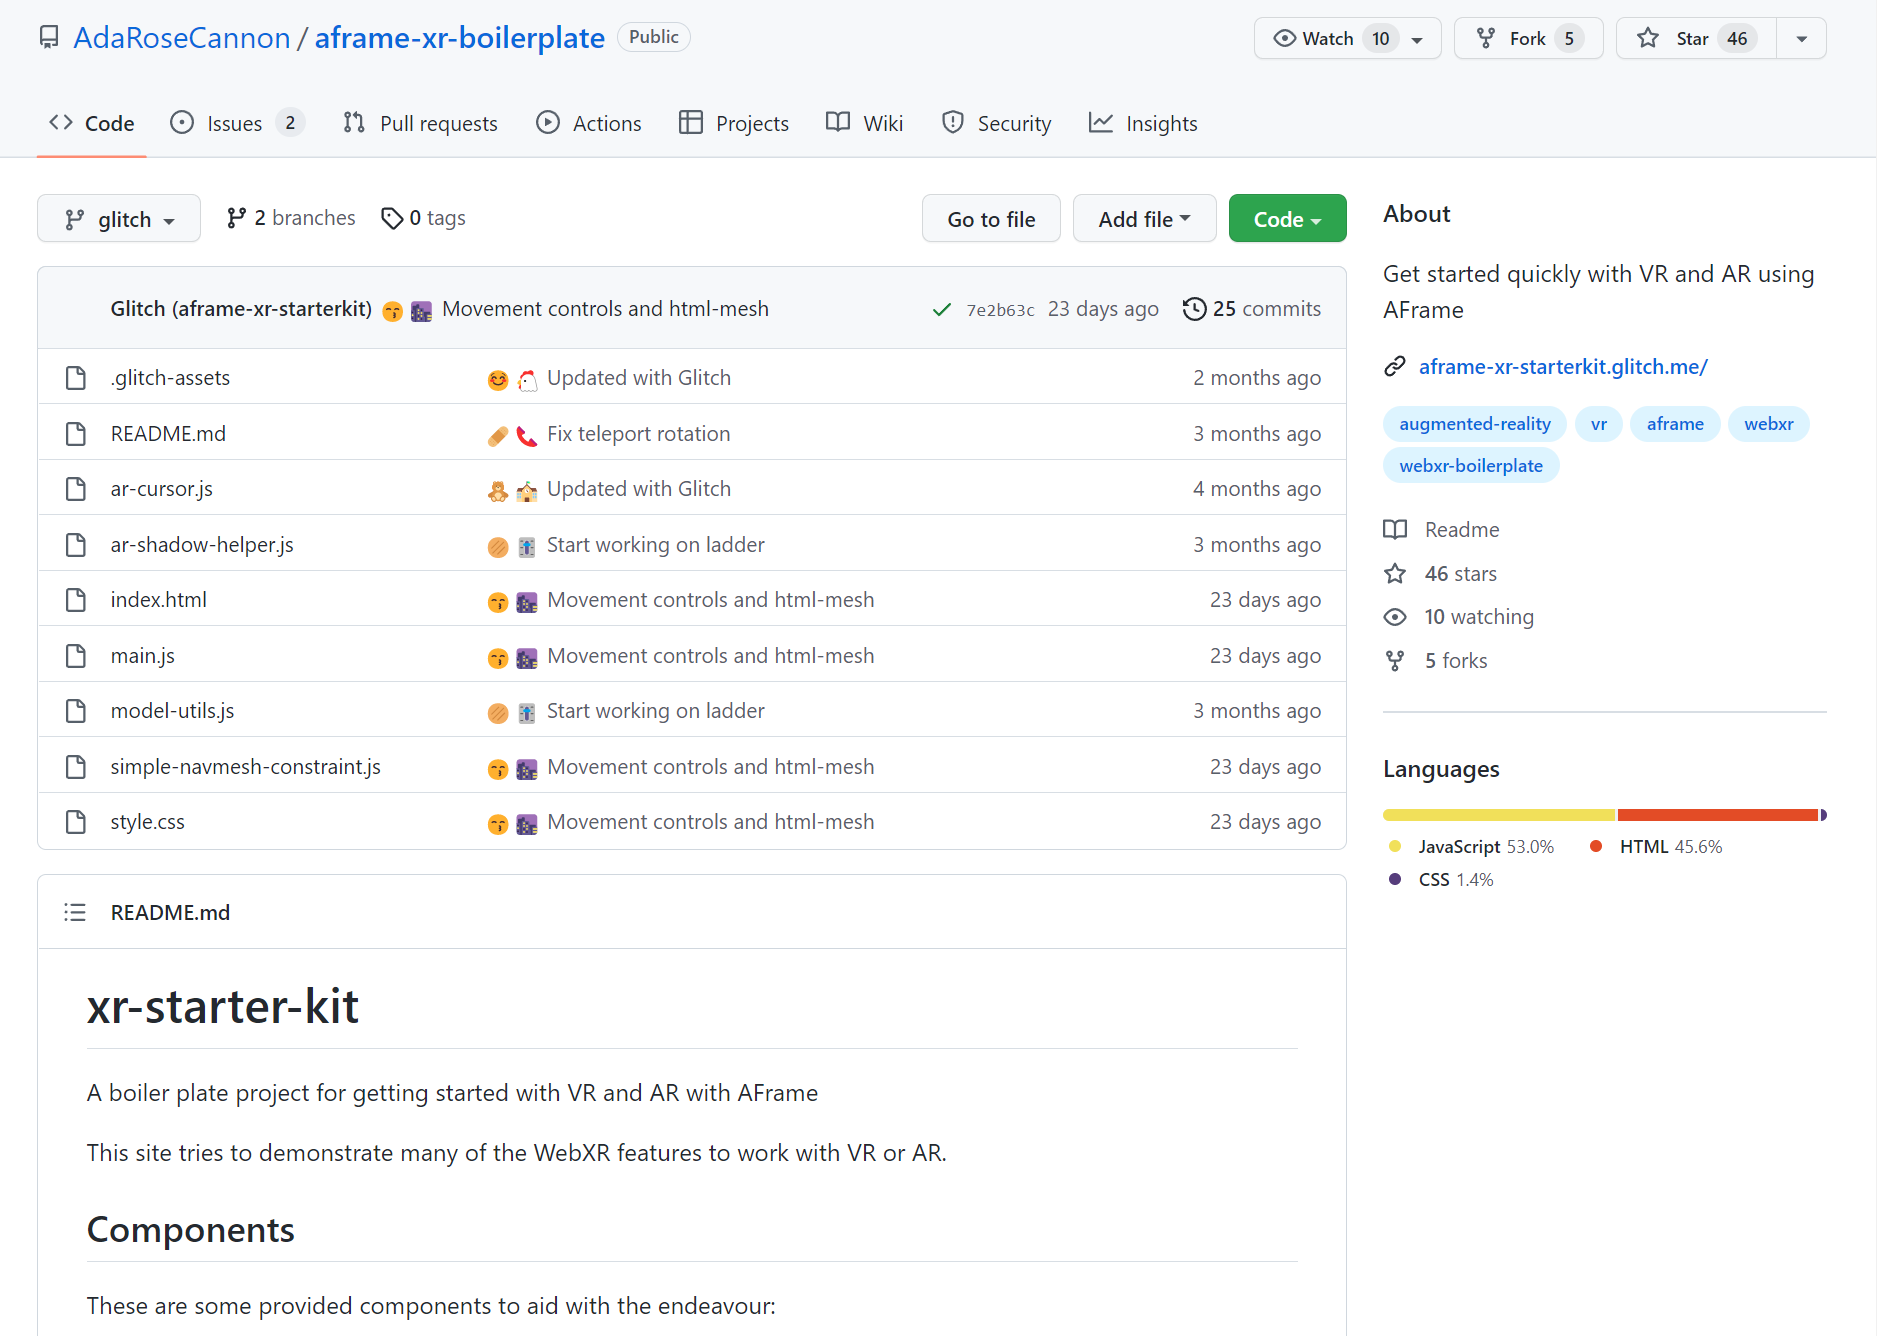 AdaRoseCannon / aframe-xr-boilerplate Public
Watch 10 Fork 5 Star 46
Code Issues 2 Pull requests Actions Projects Wiki Security Insights
glitch 2 branches 0 tags Go to file Add file Code
Glitch (aframe-xr-starterkit) 😙 🌆 Movement controls and html-mesh 7e2b63c 23 days ago 25 commits
.glitch-assets Updated with Glitch 2 months ago
README.md Fix teleport rotation 3 months ago
ar-cursor.js Updated with Glitch 4 months ago
ar-shadow-helper.js Start working on ladder 3 months ago
index.html Movement controls and html-mesh 23 days ago
main.js Movement controls and html-mesh 23 days ago
model-utils.js Start working on ladder 3 months ago
simple-navmesh-constraint.js Movement controls and html-mesh 23 days ago
style.css Movement controls and html-mesh 23 days ago
README.md
xr-starter-kit
A boiler plate project for getting started with VR and AR with AFrame
This site tries to demonstrate many of the WebXR features to work with VR or AR.
Components
These are some provided components to aid with the endeavour:
About
Get started quickly with VR and AR using
AFrame
aframe-xr-starterkit.glitch.me/
augmented-reality vr aframe webxr
webxr-boilerplate
Readme
46 stars
10 watching
5 forks
Languages
JavaScript 53.0% HTML 45.6%
CSS 1.4%